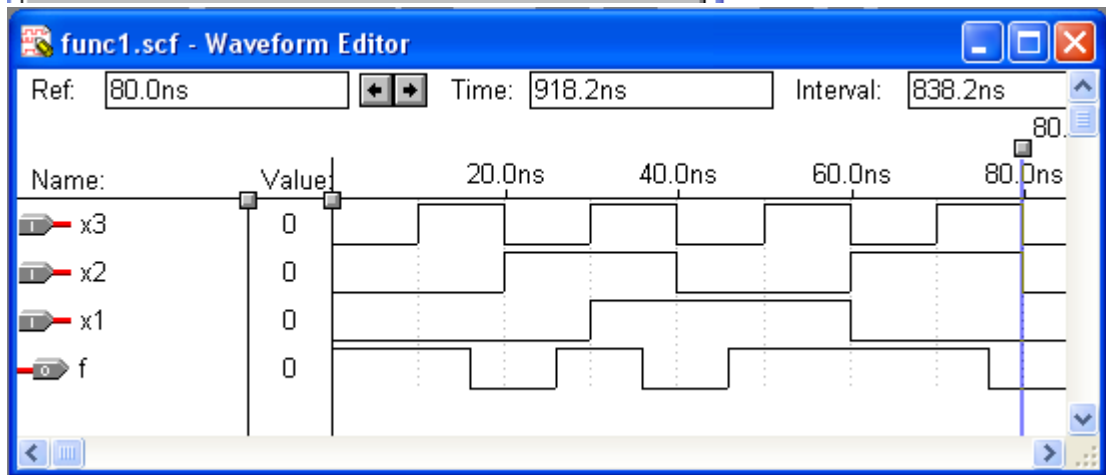 func1.scf - Waveform Editor
Ref: 80.0ns Time: 918.2ns Interval: 838.2ns
80.
Name: Value: 20.0ns 40.0ns 60.0ns 80.0ns
I x3 0
I x2 0
I x1 0
O f 0